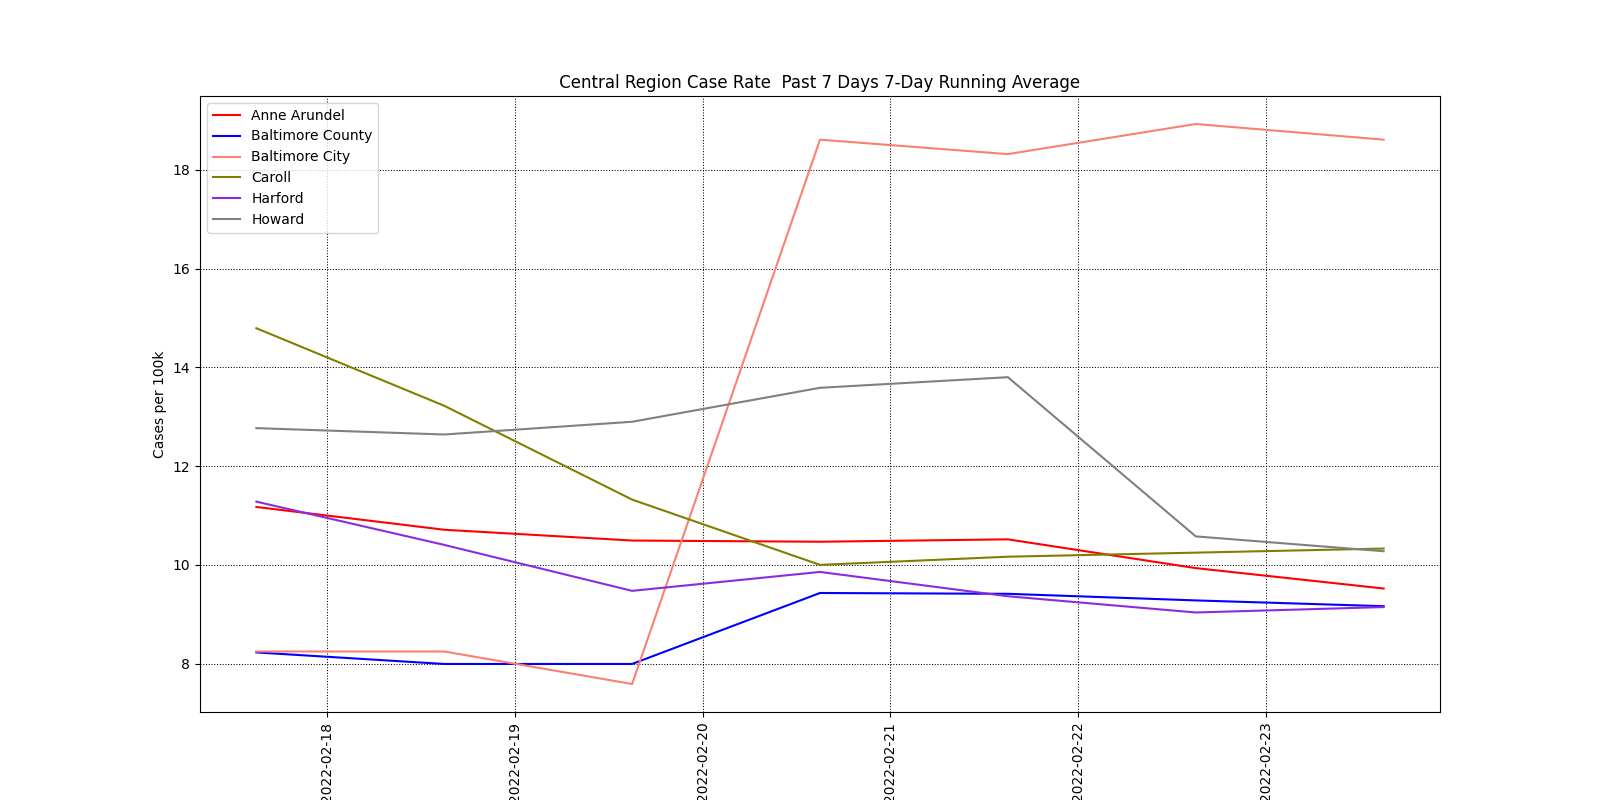 Central Region Case Rate  Past 7 Days 7-Day Running Average
Anne Arundel
Baltimore County
Baltimore City
Caroll
Harford
Howard
Cases per 100k
18
16
14
12
10
8
2022-02-18
2022-02-19
2022-02-20
2022-02-21
2022-02-22
2022-02-23